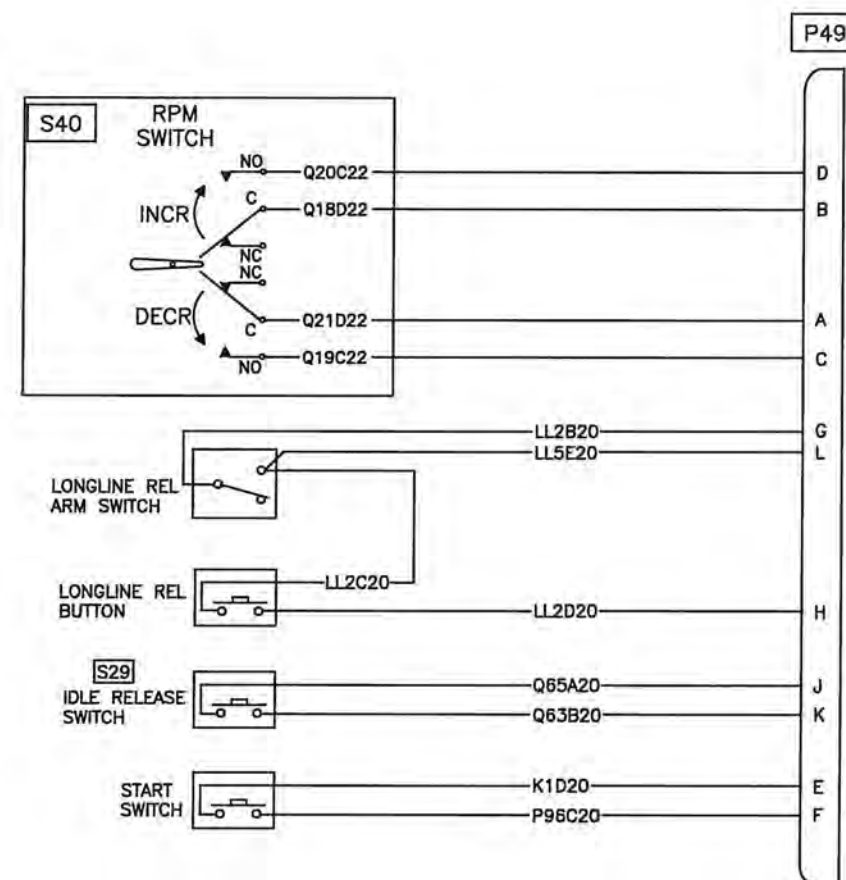 P49
S40
RPM
SWITCH
NO
Q20C22
D
C
Q18D22
B
INCR
NC
NC
DECR
C
Q21D22
A
NO
Q19C22
C
LL2B20
G
LL5E20
L
LONGLINE REL
ARM SWITCH
LL2C20
LONGLINE REL
BUTTON
LL2D20
H
S29
IDLE RELEASE
SWITCH
Q65A20
J
Q63B20
K
START
SWITCH
K1D20
E
P96C20
F